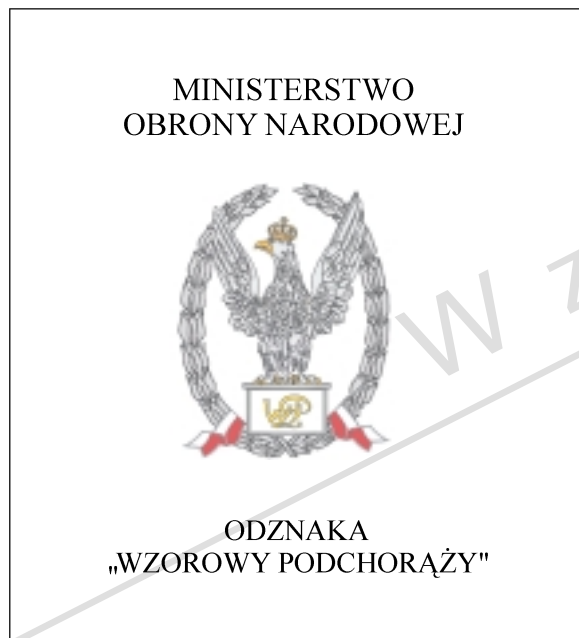 MINISTERSTWO
OBRONY NARODOWEJ
W z
ODZNAKA
„WZOROWY PODCHORĄŻY"